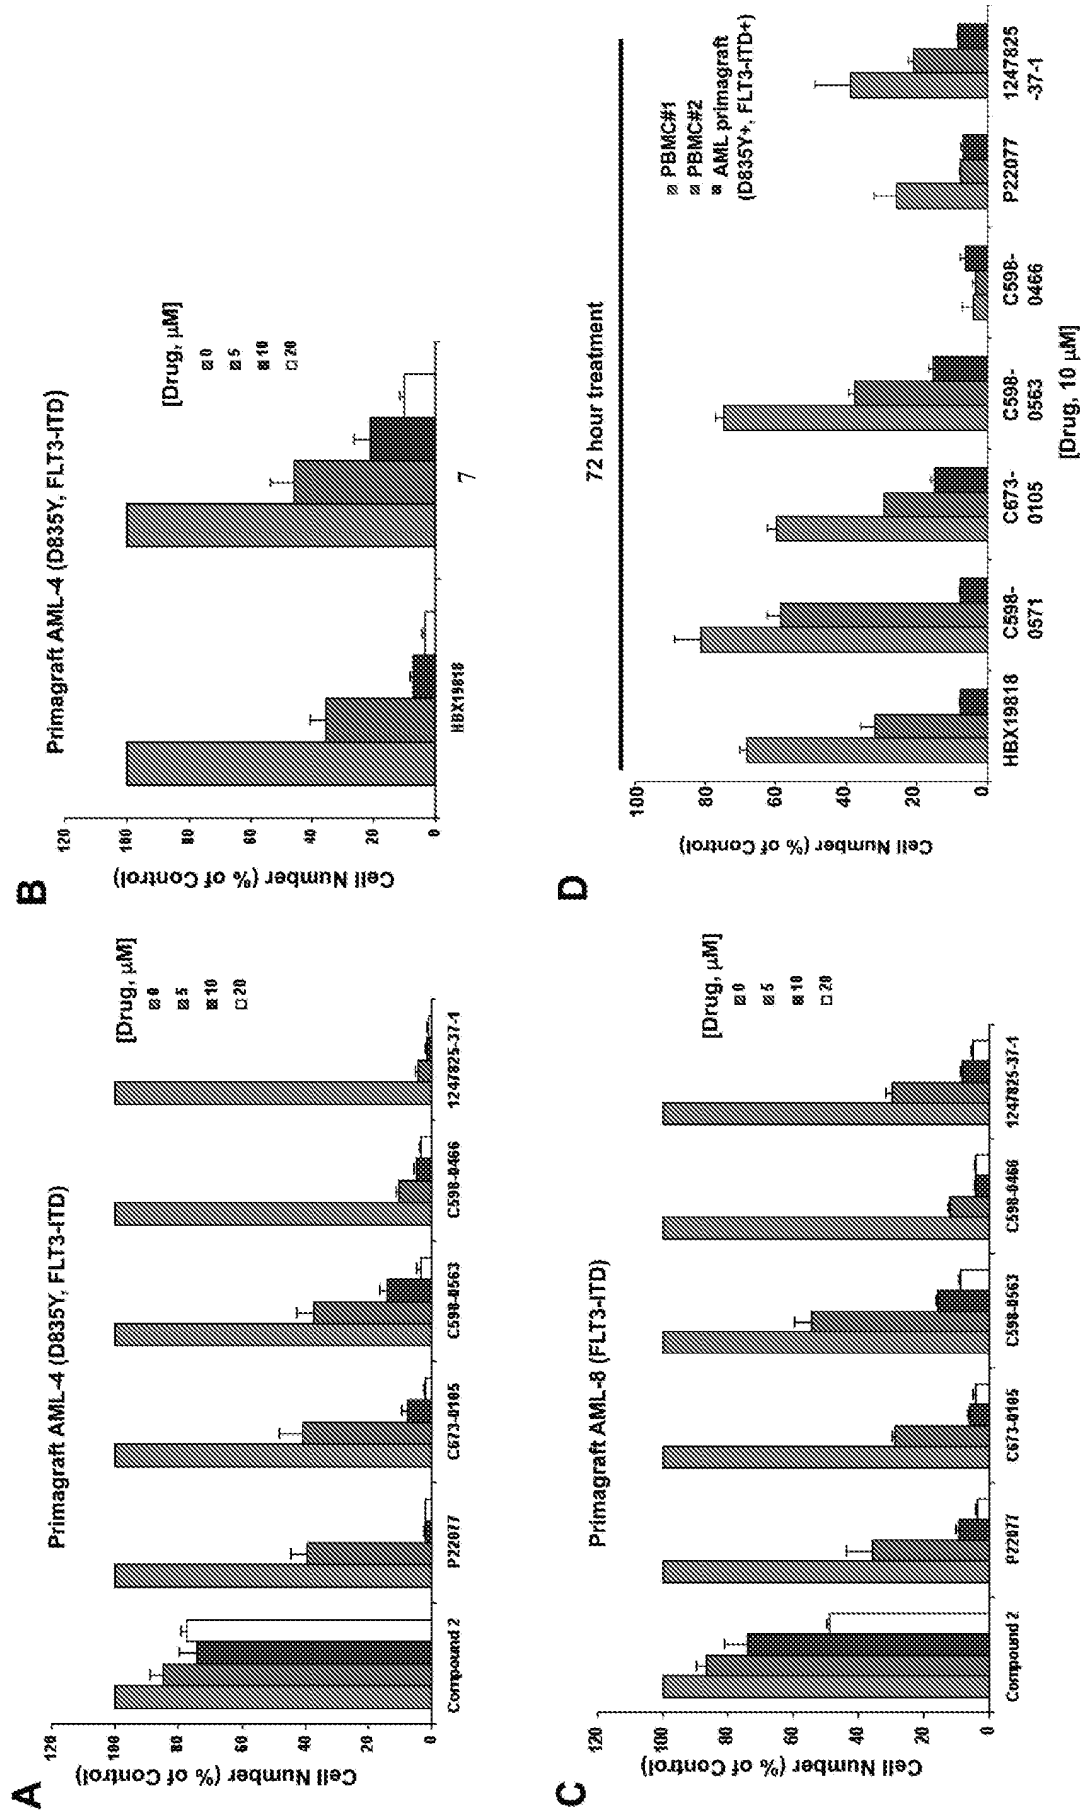 A
Primagraft AML-4 (D835Y, FLT3-ITD)
Cell Number (% of Control)
120
100
80
60
40
20
0
[Drug, μM]
0
5
10
20
Compound 2
P22077
C673-0105
C598-0563
C598-0466
1247825-37-1
B
Primagraft AML-4 (D835Y, FLT3-ITD)
Cell Number (% of Control)
120
100
80
60
40
20
0
[Drug, μM]
0
5
10
20
HBX19818
7
C
Primagraft AML-8 (FLT3-ITD)
Cell Number (% of Control)
120
100
80
60
40
20
0
[Drug, μM]
0
5
10
20
Compound 2
P22077
C673-0105
C598-0563
C598-0466
1247825-37-1
D
72 hour treatment
Cell Number (% of Control)
100
80
60
40
20
0
PBMC#1
PBMC#2
AML primagraft
(D835Y+, FLT3-ITD+)
HBX19818
C598-
0571
C673-
0105
C598-
0563
C598-
0466
P22077
1247825
-37-1
[Drug, 10 μM]